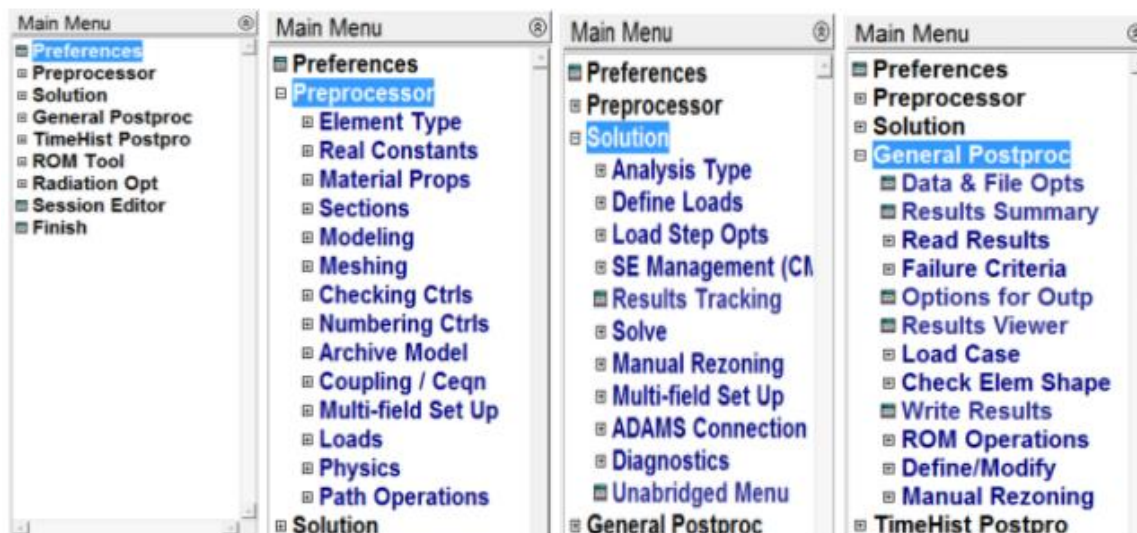 Main Menu
Preferences
Preprocessor
Solution
General Postproc
TimeHist Postpro
ROM Tool
Radiation Opt
Session Editor
Finish
Main Menu
Preferences
Preprocessor
Element Type
Real Constants
Material Props
Sections
Modeling
Meshing
Checking Ctrls
Numbering Ctrls
Archive Model
Coupling / Ceqn
Multi-field Set Up
Loads
Physics
Path Operations
Solution
Main Menu
Preferences
Preprocessor
Solution
Analysis Type
Define Loads
Load Step Opts
SE Management (CM
Results Tracking
Solve
Manual Rezoning
Multi-field Set Up
ADAMS Connection
Diagnostics
Unabridged Menu
General Postproc
Main Menu
Preferences
Preprocessor
Solution
General Postproc
Data & File Opts
Results Summary
Read Results
Failure Criteria
Options for Outp
Results Viewer
Load Case
Check Elem Shape
Write Results
ROM Operations
Define/Modify
Manual Rezoning
TimeHist Postpro